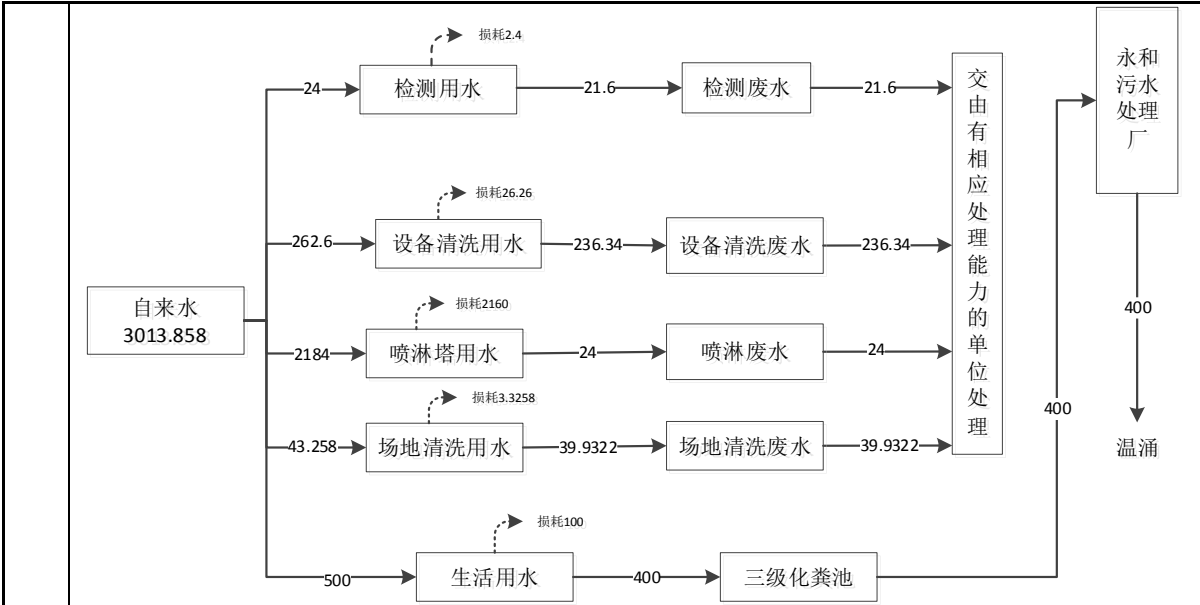 损耗2.4
24
检测用水
21.6
检测废水
21.6
损耗26.26
262.6
设备清洗用水
236.34
设备清洗废水
236.34
自来水
3013.858
损耗2160
2184
喷淋塔用水
24
喷淋废水
24
损耗3.3258
43.258
场地清洗用水
39.9322
场地清洗废水
39.9322
损耗100
500
生活用水
400
三级化粪池
交
由
有
相
应
处
理
能
力
的
单
位
处
理
400
永和
污水
处理
厂
400
温涌